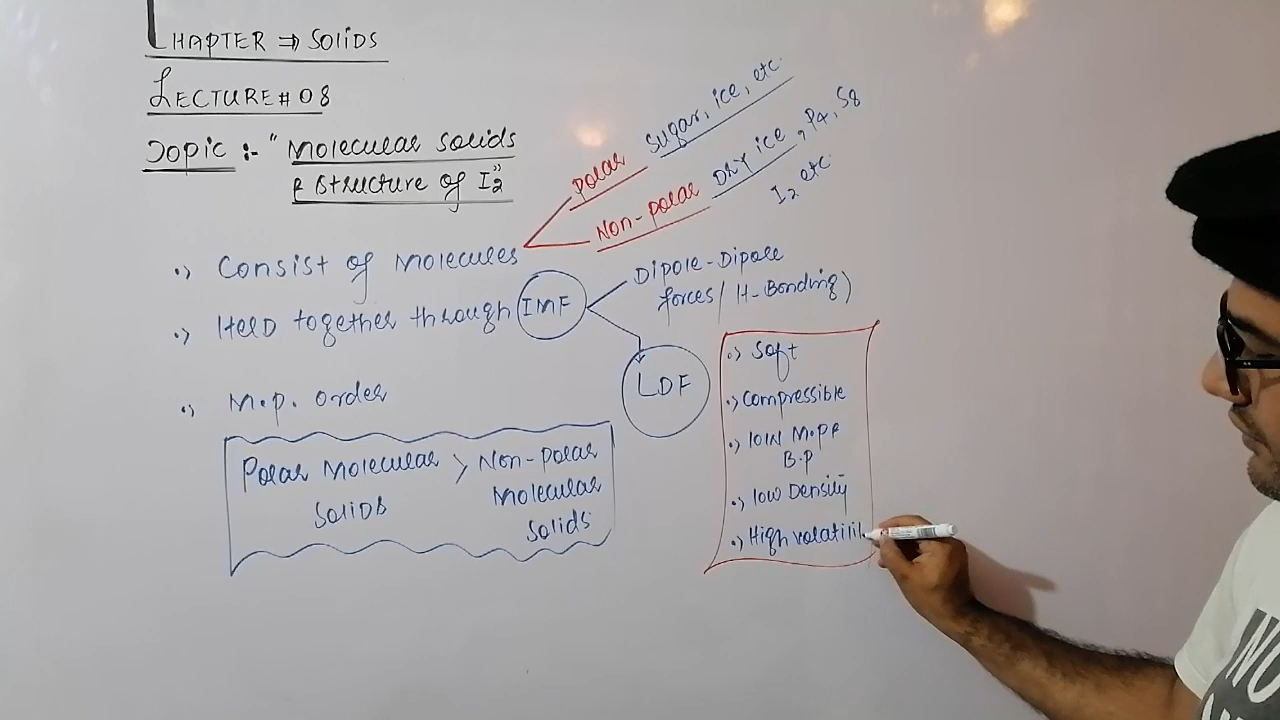 CHAPTER ⇒ SOLIDS
LECTURE # 08
Topic :- "Molecular solids
& structure of I2"
Polar Sugar, ice, etc.
Non-polar Dry ice, P4, S8
I2 etc.
•) Consist of Molecules
•) Held together through IMF
Dipole-Dipole
forces/ H-Bonding)
LDF
•) M.p. order
Polar Molecular > Non-polar
solids Molecular
solids
•) Soft
•) Compressible
•) low M.P &
B.P
•) low Density
•) High volatili
NO